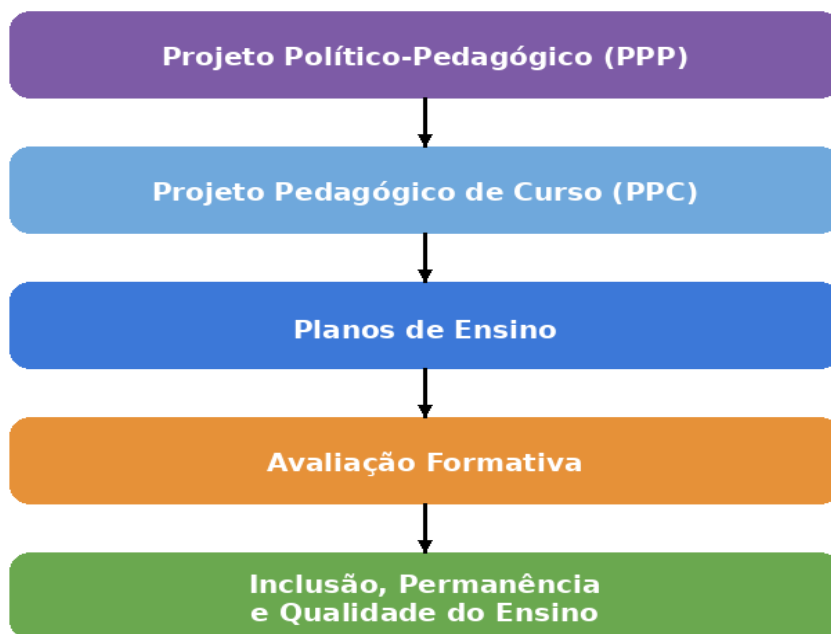 Projeto Político-Pedagógico (PPP)
Projeto Pedagógico de Curso (PPC)
Planos de Ensino
Avaliação Formativa
Inclusão, Permanência
e Qualidade do Ensino